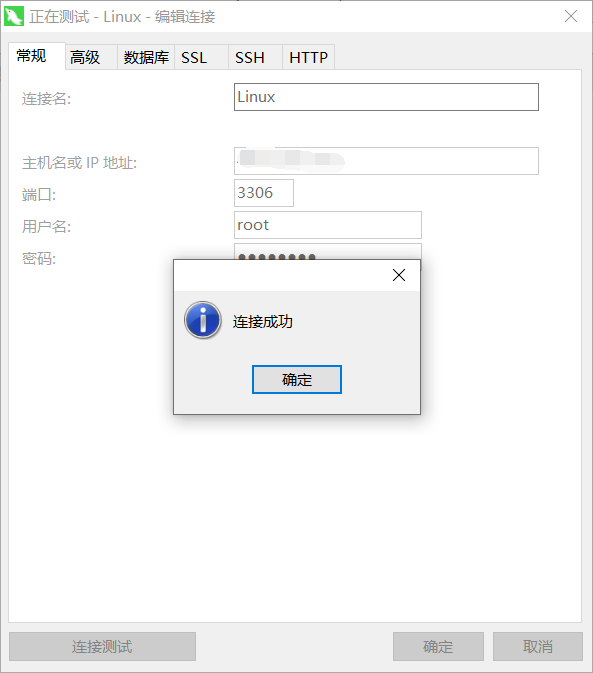 正在测试 - Linux - 编辑连接
常规 高级 数据库 SSL SSH HTTP
连接名: Linux
主机名或 IP 地址:
端口: 3306
用户名: root
密码: ●●●●●●●●
连接成功
确定
连接测试 确定 取消